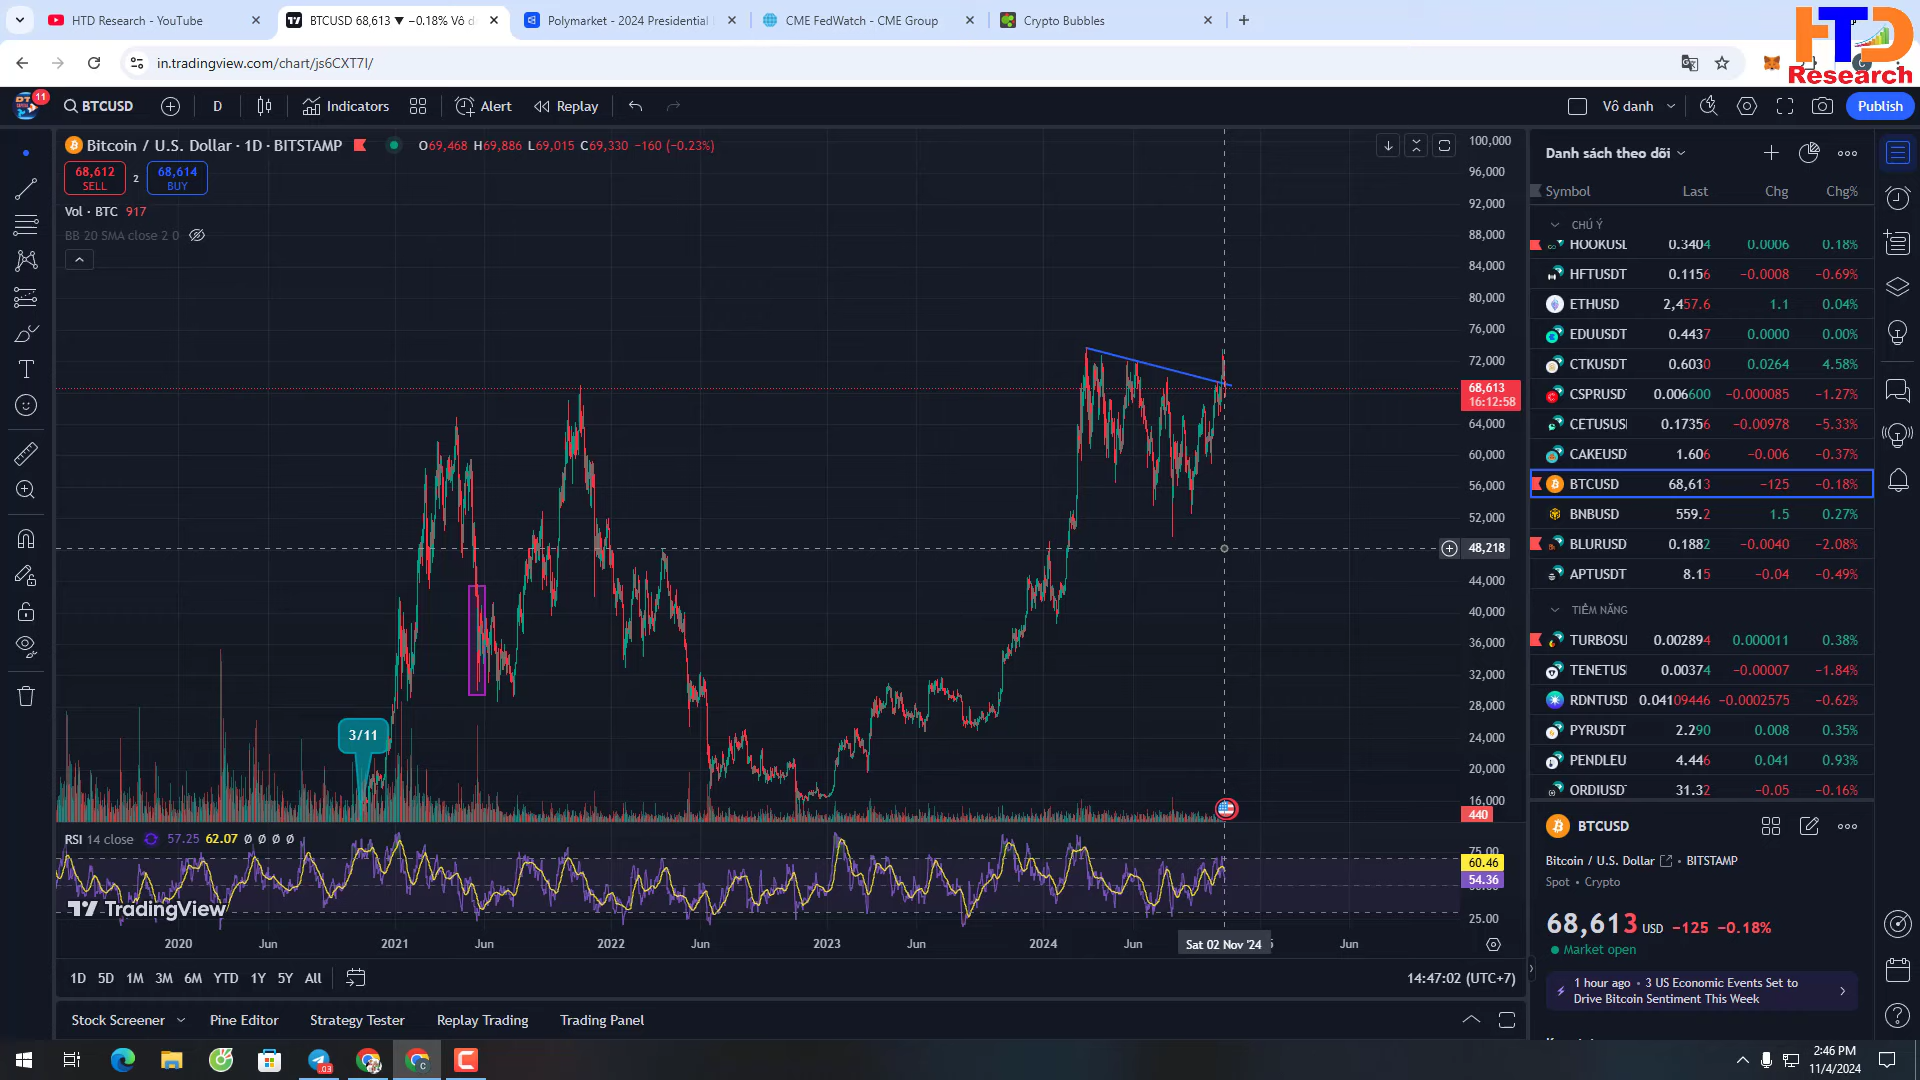 HTD Research - YouTube
BTCUSD 68,613 ▼ −0.18% Vô d
Polymarket - 2024 Presidential
CME FedWatch - CME Group
Crypto Bubbles
in.tradingview.com/chart/js6CXT7I/
HTD
Research
11
BTCUSD
D
Indicators
Alert
Replay
Vô danh
Publish
Bitcoin / U.S. Dollar · 1D · BITSTAMP
O69,468 H69,886 L69,015 C69,330 −160 (−0.23%)
68,612
SELL
2
68,614
BUY
Vol · BTC 917
BB 20 SMA close 2 0
100,000
96,000
92,000
88,000
84,000
80,000
76,000
72,000
68,613
16:12:58
64,000
60,000
56,000
52,000
48,218
44,000
40,000
36,000
32,000
28,000
24,000
20,000
16,000
440
3/11
RSI 14 close 57.25 62.07 Ø Ø Ø Ø
75.00
60.46
54.36
25.00
TradingView
2020
Jun
2021
Jun
2022
Jun
2023
Jun
2024
Jun
Sat 02 Nov '24
Jun
1D 5D 1M 3M 6M YTD 1Y 5Y All
14:47:02 (UTC+7)
Stock Screener
Pine Editor
Strategy Tester
Replay Trading
Trading Panel
Danh sách theo dõi
Symbol Last Chg Chg%
CHÚ Ý
HOOKUSI 0.3404 0.0006 0.18%
HFTUSDT 0.1156 −0.0008 −0.69%
ETHUSD 2,457.6 1.1 0.04%
EDUUSDT 0.4437 0.0000 0.00%
CTKUSDT 0.6030 0.0264 4.58%
CSPRUSD 0.006600 −0.000085 −1.27%
CETUSUSI 0.17356 −0.00978 −5.33%
CAKEUSD 1.606 −0.006 −0.37%
BTCUSD 68,613 −125 −0.18%
BNBUSD 559.2 1.5 0.27%
BLURUSD 0.1882 −0.0040 −2.08%
APTUSDT 8.15 −0.04 −0.49%
TIỀM NĂNG
TURBOSU 0.002894 0.000011 0.38%
TENETUSI 0.00374 −0.00007 −1.84%
RDNTUSD 0.04109446 −0.0002575 −0.62%
PYRUSDT 2.290 0.008 0.35%
PENDLEU 4.446 0.041 0.93%
ORDIUSD 31.32 −0.05 −0.16%
BTCUSD
Bitcoin / U.S. Dollar • BITSTAMP
Spot • Crypto
68,613 USD −125 −0.18%
Market open
1 hour ago • 3 US Economic Events Set to
Drive Bitcoin Sentiment This Week
03
2:46 PM
11/4/2024